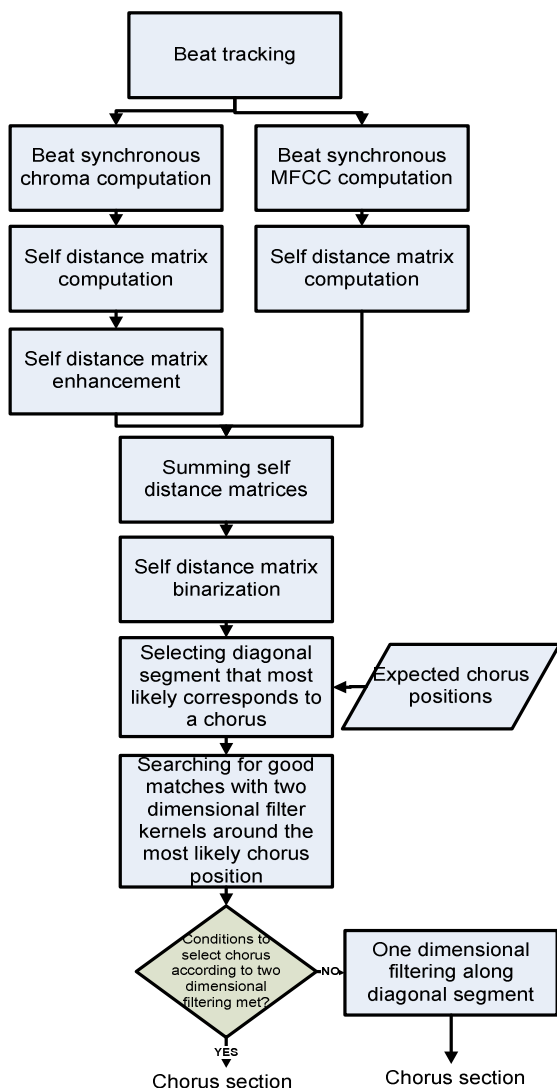 Beat tracking
Beat synchronous
chroma computation
Beat synchronous
MFCC computation
Self distance matrix
computation
Self distance matrix
computation
Self distance matrix
enhancement
Summing self
distance matrices
Self distance matrix
binarization
Selecting diagonal
segment that most
likely corresponds to
a chorus
Expected chorus
positions
Searching for good
matches with two
dimensional filter
kernels around the
most likely chorus
position
Conditions to
select chorus
according to two
dimensional
filtering met?
NO
One dimensional
filtering along
diagonal segment
YES
Chorus section
Chorus section